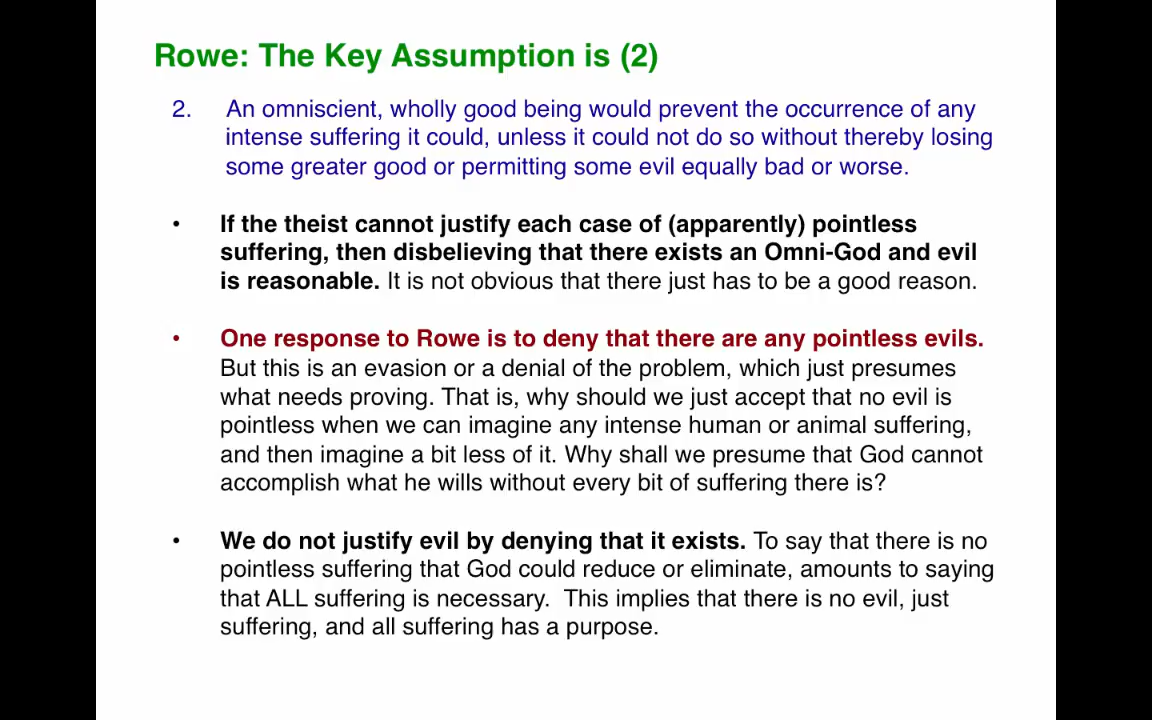 Rowe: The Key Assumption is (2)
2. An omniscient, wholly good being would prevent the occurrence of any
intense suffering it could, unless it could not do so without thereby losing
some greater good or permitting some evil equally bad or worse.
• If the theist cannot justify each case of (apparently) pointless
suffering, then disbelieving that there exists an Omni-God and evil
is reasonable. It is not obvious that there just has to be a good reason.
• One response to Rowe is to deny that there are any pointless evils.
But this is an evasion or a denial of the problem, which just presumes
what needs proving. That is, why should we just accept that no evil is
pointless when we can imagine any intense human or animal suffering,
and then imagine a bit less of it. Why shall we presume that God cannot
accomplish what he wills without every bit of suffering there is?
• We do not justify evil by denying that it exists. To say that there is no
pointless suffering that God could reduce or eliminate, amounts to saying
that ALL suffering is necessary. This implies that there is no evil, just
suffering, and all suffering has a purpose.